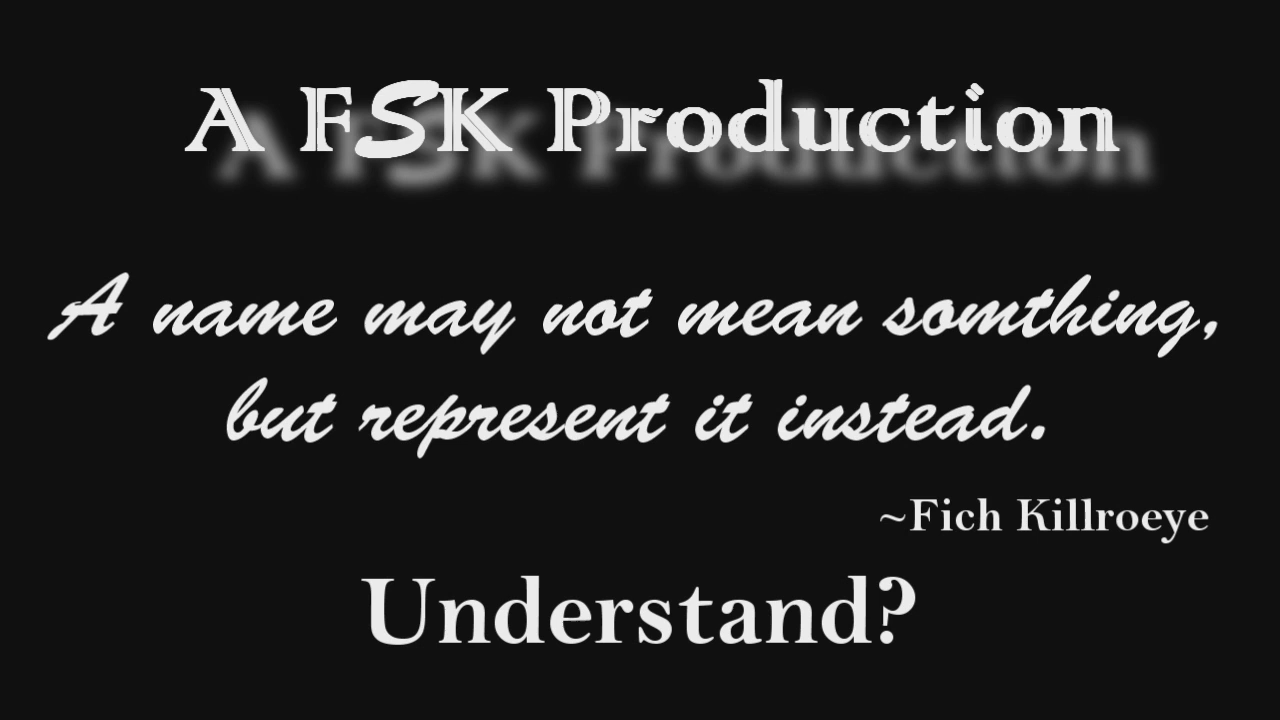 A FSK Production
A name may not mean somthing,
but represent it instead.
~Fich Killroeye
Understand?